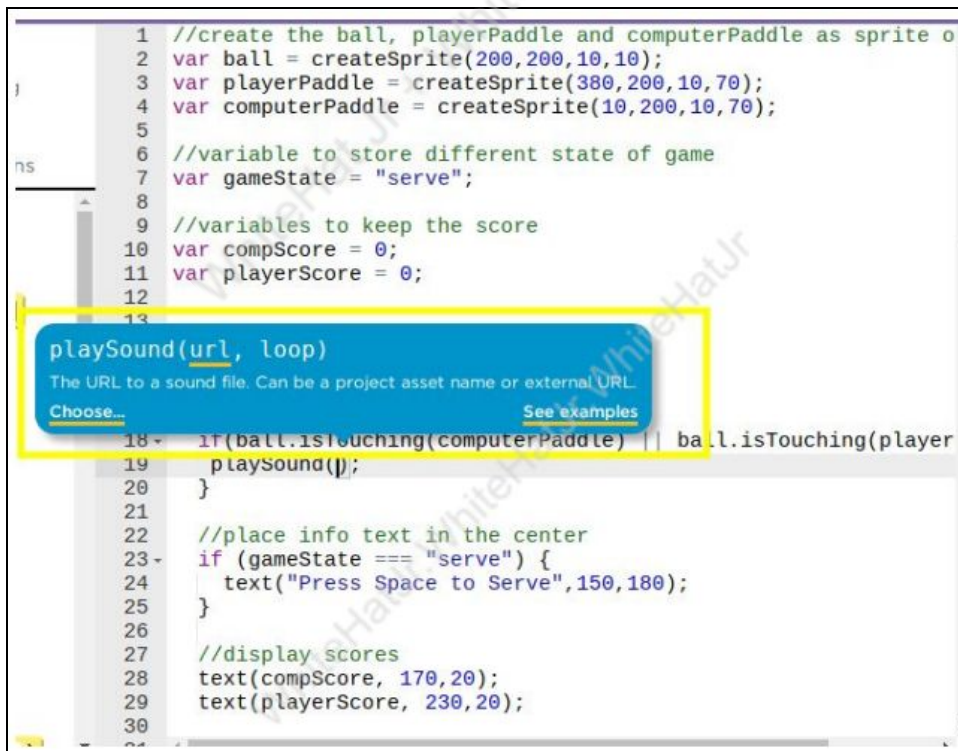 1 //create the ball, playerPaddle and computerPaddle as sprite o
2 var ball = createSprite(200,200,10,10);
3 var playerPaddle = createSprite(380,200,10,70);
4 var computerPaddle = createSprite(10,200,10,70);
5
6 //variable to store different state of game
ns
7 var gameState = "serve";
8
9 //variables to keep the score
10 var compScore = 0;
11 var playerScore = 0;
12
13
playSound(url, loop)
The URL to a sound file. Can be a project asset name or external URL.
Choose... See examples
18 if(ball.isTouching(computerPaddle) || ball.isTouching(player
19 playSound();
20 }
21
22 //place info text in the center
23 if (gameState === "serve") {
24 text("Press Space to Serve",150,180);
25 }
26
27 //display scores
28 text(compScore, 170,20);
29 text(playerScore, 230,20);
30
WhiteHatJr
WhiteHatJr
WhiteHatJr
WhiteHatJr